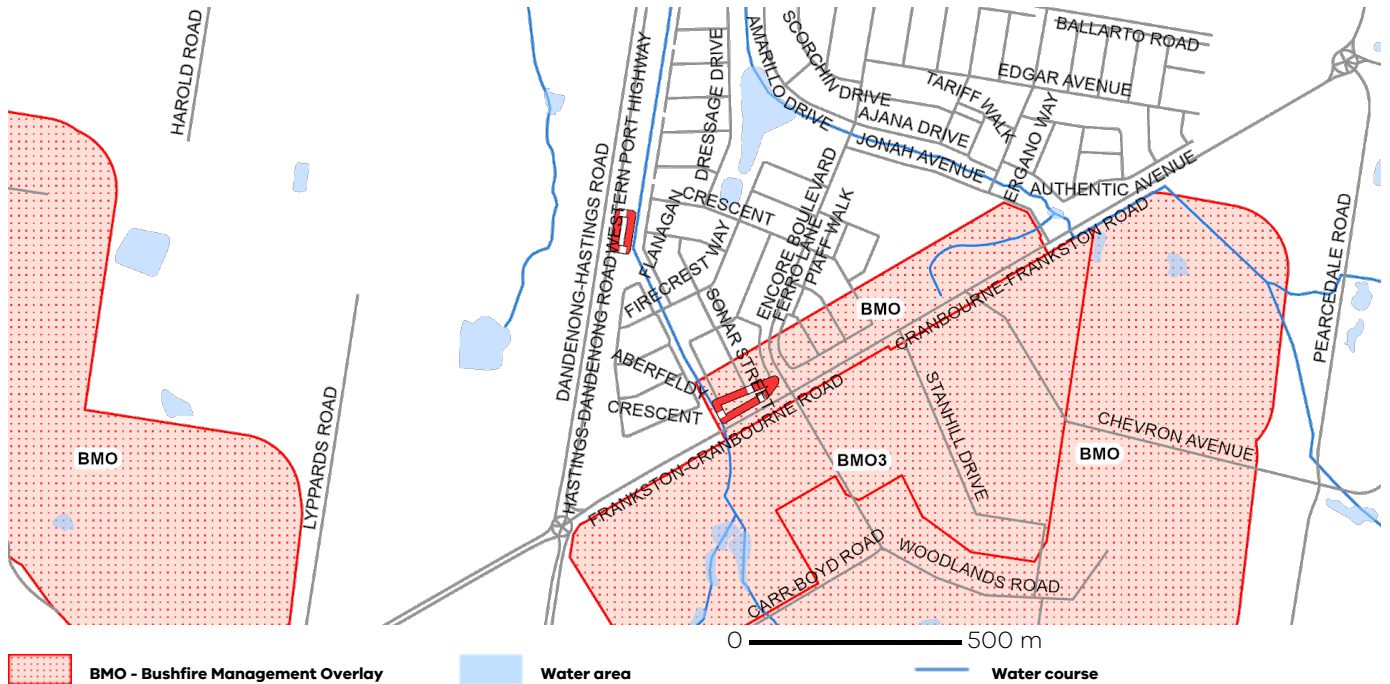 HAROLD ROAD
BALLARTO ROAD
SCORCHIN DRIVE
AMARILLO DRIVE
EDGAR AVENUE
TARIFF WALK
AJANA DRIVE
JONAH AVENUE
ERGANO WAY
AUTHENTIC AVENUE
DRESSAGE DRIVE
WESTERN PORT HIGHWAY
DANDENONG-HASTINGS ROAD
HASTINGS-DANDENONG ROAD
FLANAGAN
CRESCENT
FIRECREST WAY
ENCORE BOULEVARD
FERRO LANE
PIAFF WALK
SONAR STREET
ABERFELDY
CRESCENT
BMO
CRANBOURNE-FRANKSTON ROAD
FRANKSTON-CRANBOURNE ROAD
PEARCEDALE ROAD
STANHILL DRIVE
CHEVRON AVENUE
BMO
BMO3
BMO
LYPPARDS ROAD
WOODLANDS ROAD
CARR-BOYD ROAD
0 500 m
BMO - Bushfire Management Overlay
Water area
Water course